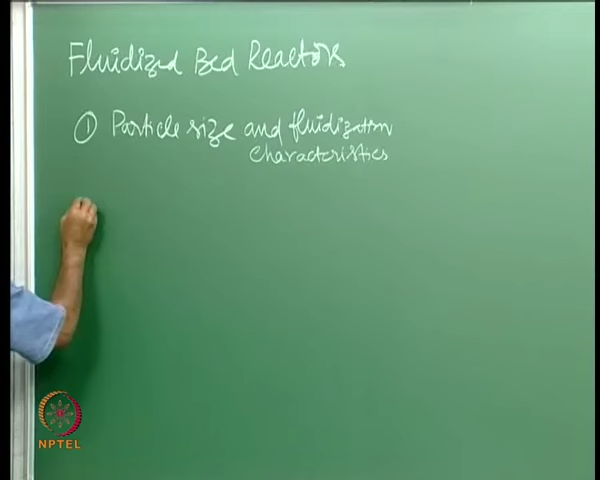 Fluidized Bed Reactors
① Particle size and fluidization
characteristics
NPTEL